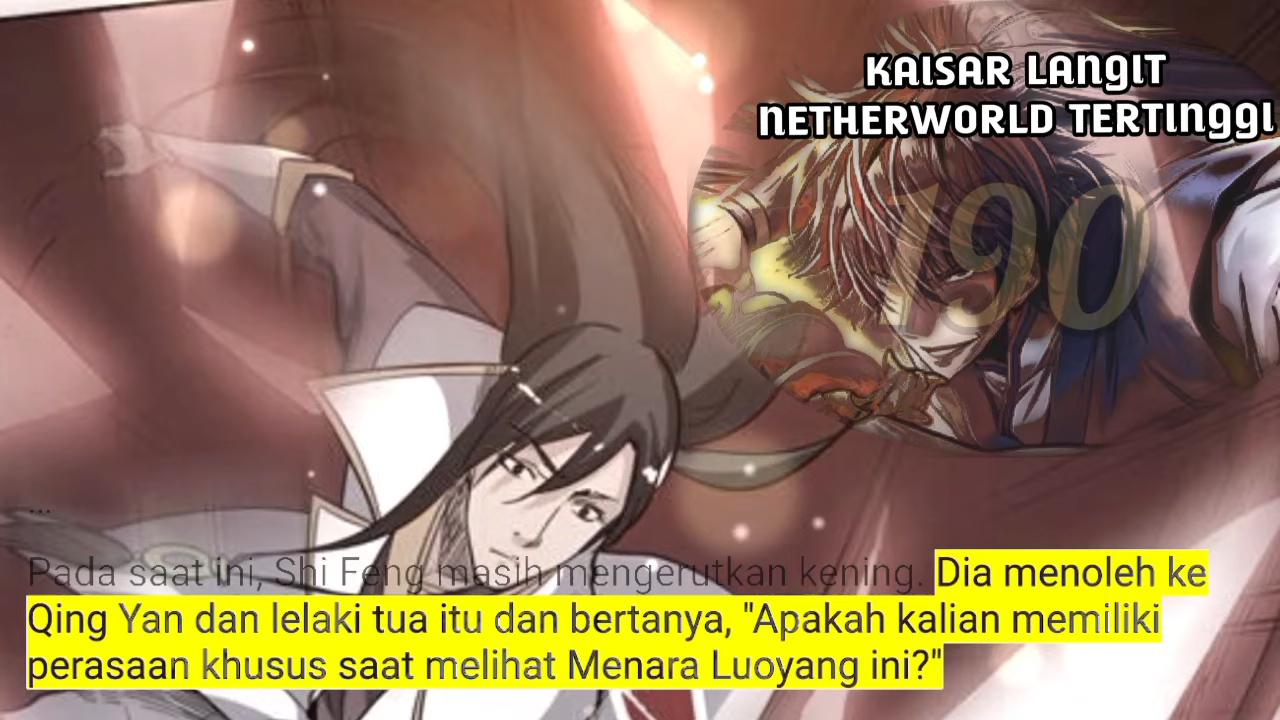 KAISAR LANGIT
NETHERWORLD TERTINGGI
190
...
Pada saat ini, Shi Feng masih mengerutkan kening. Dia menoleh ke
Qing Yan dan lelaki tua itu dan bertanya, "Apakah kalian memiliki
perasaan khusus saat melihat Menara Luoyang ini?"